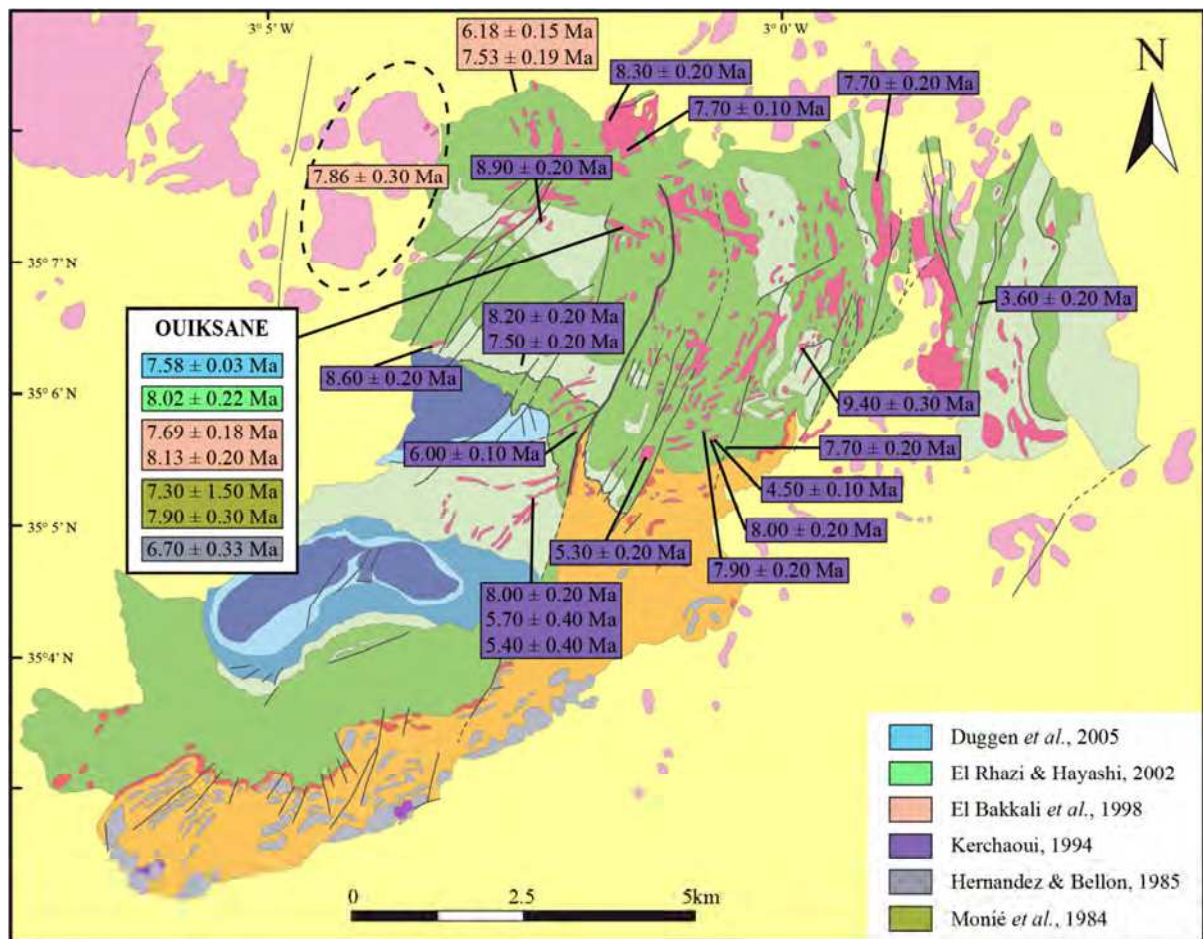 3° 5' W
3° 0' W
N
6.18 ± 0.15 Ma
7.53 ± 0.19 Ma
8.30 ± 0.20 Ma
7.70 ± 0.10 Ma
7.70 ± 0.20 Ma
8.90 ± 0.20 Ma
7.86 ± 0.30 Ma
35° 7' N
3.60 ± 0.20 Ma
OUIKSANE
7.58 ± 0.03 Ma
8.02 ± 0.22 Ma
7.69 ± 0.18 Ma
8.13 ± 0.20 Ma
7.30 ± 1.50 Ma
7.90 ± 0.30 Ma
6.70 ± 0.33 Ma
8.20 ± 0.20 Ma
7.50 ± 0.20 Ma
8.60 ± 0.20 Ma
35° 6' N
9.40 ± 0.30 Ma
6.00 ± 0.10 Ma
7.70 ± 0.20 Ma
4.50 ± 0.10 Ma
35° 5' N
8.00 ± 0.20 Ma
5.30 ± 0.20 Ma
7.90 ± 0.20 Ma
8.00 ± 0.20 Ma
5.70 ± 0.40 Ma
5.40 ± 0.40 Ma
35° 4' N
Duggen et al., 2005
El Rhazi & Hayashi, 2002
El Bakkali et al., 1998
Kerchaoui, 1994
Hernandez & Bellon, 1985
Monié et al., 1984
0 2.5 5km